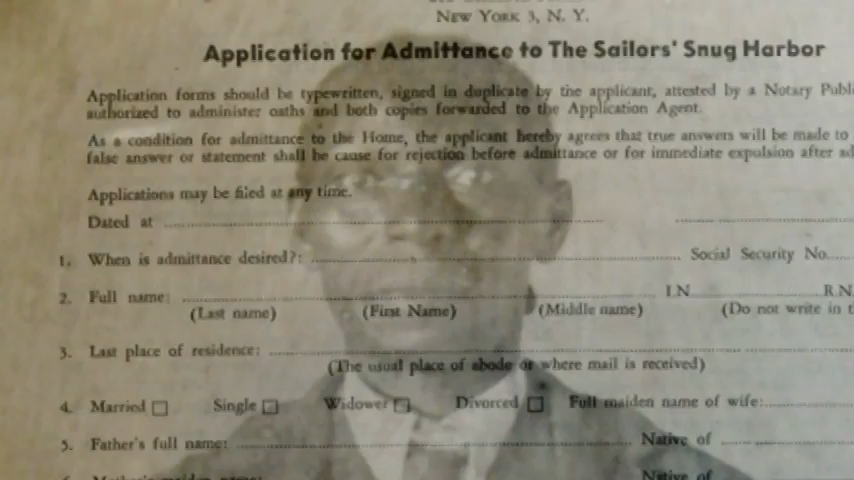 NEW YORK 3, N. Y.
Application for Admittance to The Sailors' Snug Harbor
Application forms should be typewritten, signed in duplicate by the applicant, attested by a Notary Publi
authorized to administer oaths and both copies forwarded to the Application Agent.
As a condition for admittance to the Home, the applicant hereby agrees that true answers will be made to
false answer or statement shall be cause for rejection before admittance or for immediate expulsion after ad
Applications may be filed at any time.
Dated at
1. When is admittance desired?: Social Security No.
2. Full name: I.N. R.N.
(Last name) (First Name) (Middle name) (Do not write in t
3. Last place of residence:
(The usual place of abode or where mail is received)
4. Married ☐ Single ☐ Widower ☐ Divorced ☐ Full maiden name of wife:
5. Father's full name: Native of
Native of